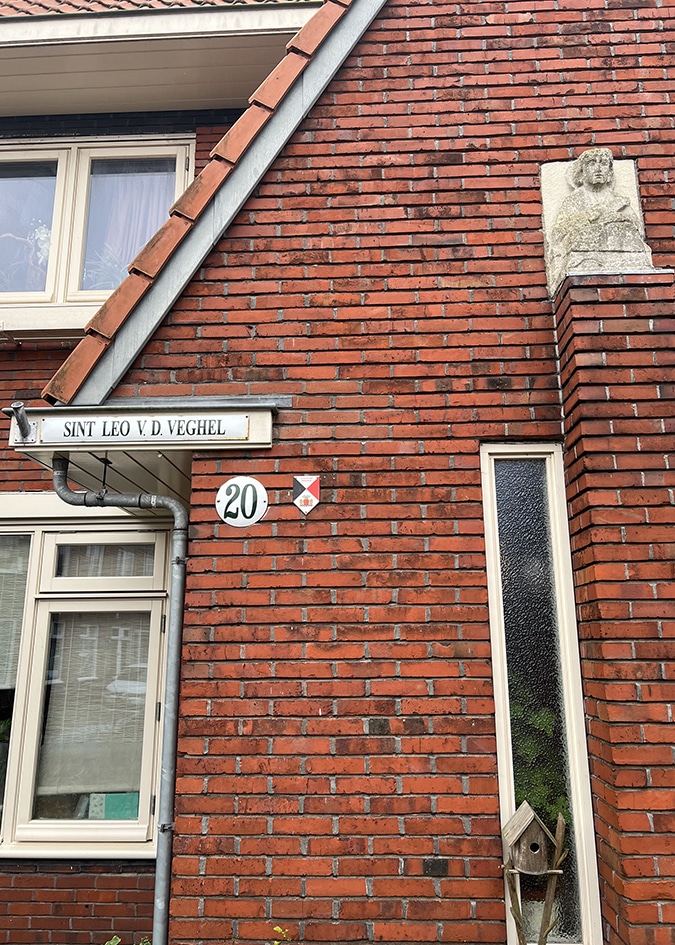 SINT LEO V. D. VEGHEL
20